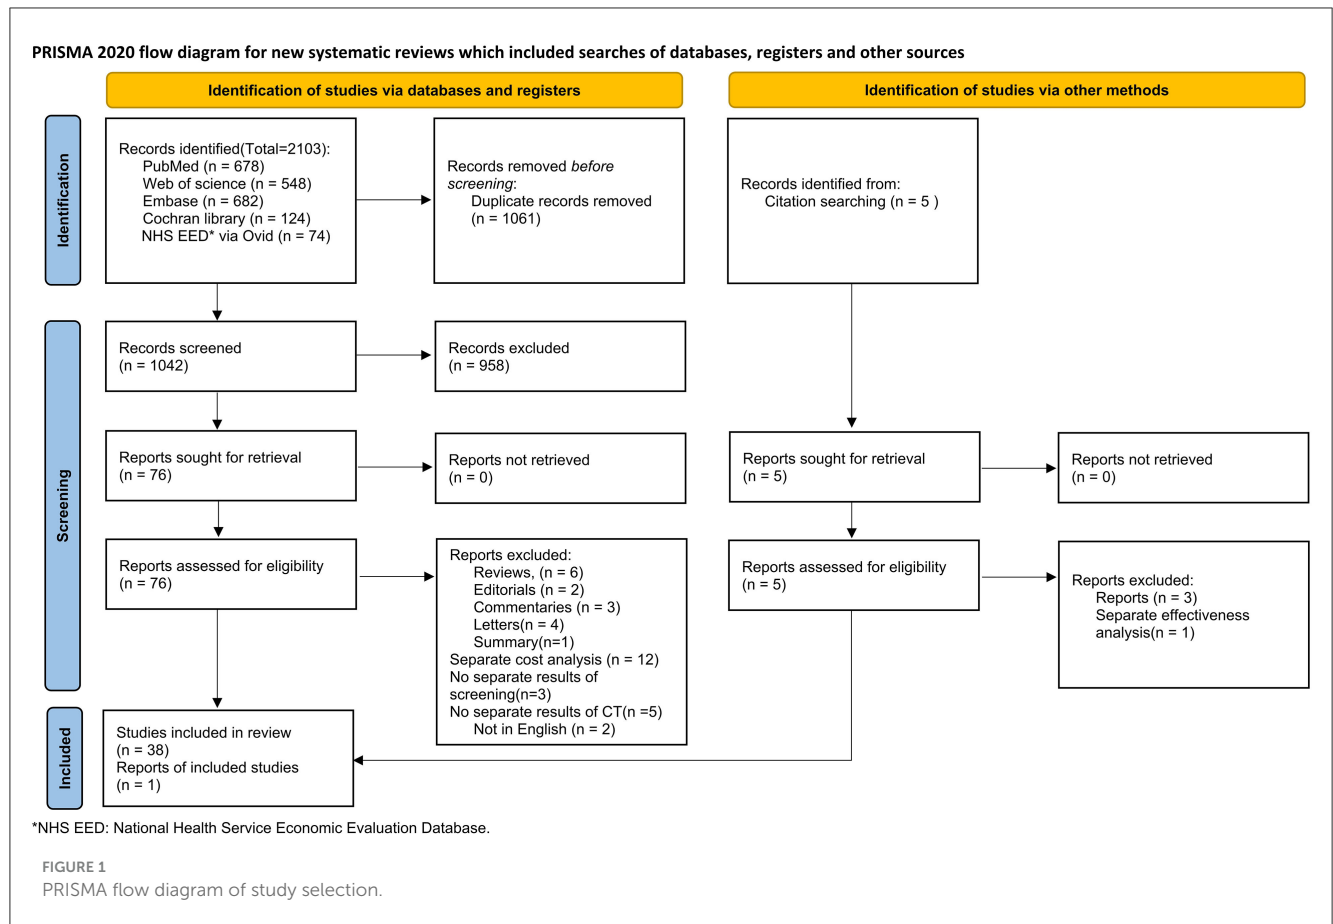 PRISMA 2020 flow diagram for new systematic reviews which included searches of databases, registers and other sources
Identification of studies via databases and registers
Identification of studies via other methods
Identification
Records identified(Total=2103):
PubMed (n = 678)
Web of science (n = 548)
Embase (n = 682)
Cochran library (n = 124)
NHS EED* via Ovid (n = 74)
Records removed before
screening:
Duplicate records removed
(n = 1061)
Records identified from:
Citation searching (n = 5 )
Screening
Records screened
(n = 1042)
Records excluded
(n = 958)
Reports sought for retrieval
(n = 76)
Reports not retrieved
(n = 0)
Reports sought for retrieval
(n = 5)
Reports not retrieved
(n = 0)
Reports assessed for eligibility
(n = 76)
Reports excluded:
Reviews, (n = 6)
Editorials (n = 2)
Commentaries (n = 3)
Letters(n = 4)
Summary(n=1)
Separate cost analysis (n = 12)
No separate results of
screening(n=3)
No separate results of CT(n =5)
Not in English (n = 2)
Reports assessed for eligibility
(n = 5)
Reports excluded:
Reports (n = 3)
Separate effectiveness
analysis(n = 1)
Included
Studies included in review
(n = 38)
Reports of included studies
(n = 1)
*NHS EED: National Health Service Economic Evaluation Database.
FIGURE 1
PRISMA flow diagram of study selection.